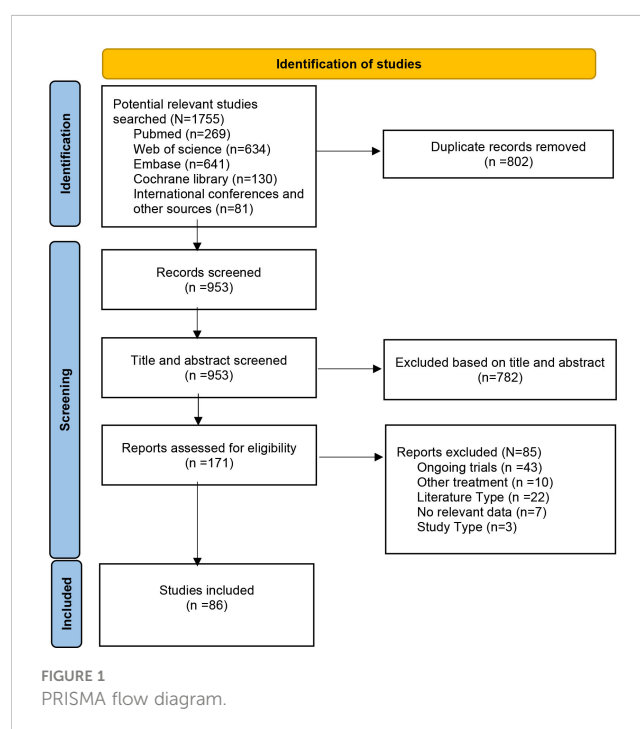 Identification of studies
Identification
Potential relevant studies
searched (N=1755)
Pubmed (n=269)
Web of science (n=634)
Embase (n=641)
Cochrane library (n=130)
International conferences and
other sources (n=81)
Duplicate records removed
(n =802)
Screening
Records screened
(n =953)
Title and abstract screened
(n =953)
Excluded based on title and abstract
(n=782)
Reports assessed for eligibility
(n =171)
Reports excluded (N=85)
Ongoing trials (n =43)
Other treatment (n =10)
Literature Type (n =22)
No relevant data (n=7)
Study Type (n=3)
Included
Studies included
(n =86)
FIGURE 1
PRISMA flow diagram.